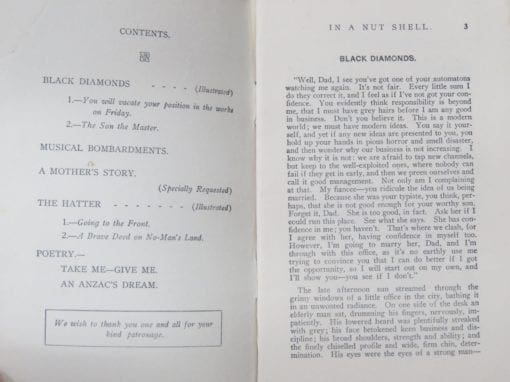 CONTENTS.
BLACK DIAMONDS - - - - (Illustrated)
1.—You will vacate your position in the works
on Friday.
2.—The Son the Master.
MUSICAL BOMBARDMENTS.
A MOTHER'S STORY.
(Specially Requested)
THE HATTER - - - - - - - (Illustrated)
1.—Going to the Front.
2.—A Brave Deed on No-Man's Land.
POETRY—
TAKE ME—GIVE ME.
AN ANZAC'S DREAM.
We wish to thank you one and all for your
kind patronage.
IN A NUT SHELL. 3
BLACK DIAMONDS.
"Well, Dad, I see you've got one of your automatons
watching me again. It's not fair. Every little sum I
do they correct it, and I feel as if I've not got your con-
fidence. You evidently think responsibility is beyond
me, that I must have grey hairs before I am any good
in business. Don't you believe it. This is a modern
world; we must have modern ideas. You say it your-
self, and yet if any new ideas are presented to you, you
hold up your hands in pious horror and smell disaster,
and then wonder why our business is not increasing. I
know why it is not: we are afraid to tap new channels,
but keep to the well-exploited ones, where nobody can
fail if they get in early, and then we preen ourselves and
call it good management. Not only am I complaining
at that. My fiancee—you ridicule the idea of us being
married. Because she was your typiste, you think, per-
haps, that she is not good enough for your worthy son.
Forget it, Dad. She is too good, in fact. Ask her if I
could run this place. See what she says. She has con-
fidence in me; you haven't. That's where we clash, for
I agree with her, having confidence in myself too.
However, I'm going to marry her, Dad, and I'm
through with this office, as it's no earthly use me
trying to convince you that I can do better if I got
the opportunity, so I will start out on my own, and
I'll show you—you see if I don't."
The late afternoon sun streamed through the
grimy windows of a little office in the city, bathing it
in an unwonted radiance. On one side of the desk an
elderly man sat, drumming his fingers, nervously, im-
patiently. His lowered beard was plentifully streaked
with grey; his face betokened keen business and dis-
cipline; his broad shoulders, strength and ability; and
the finely chiselled profile and wide, firm chin, deter-
mination. His eyes were the eyes of a strong man—